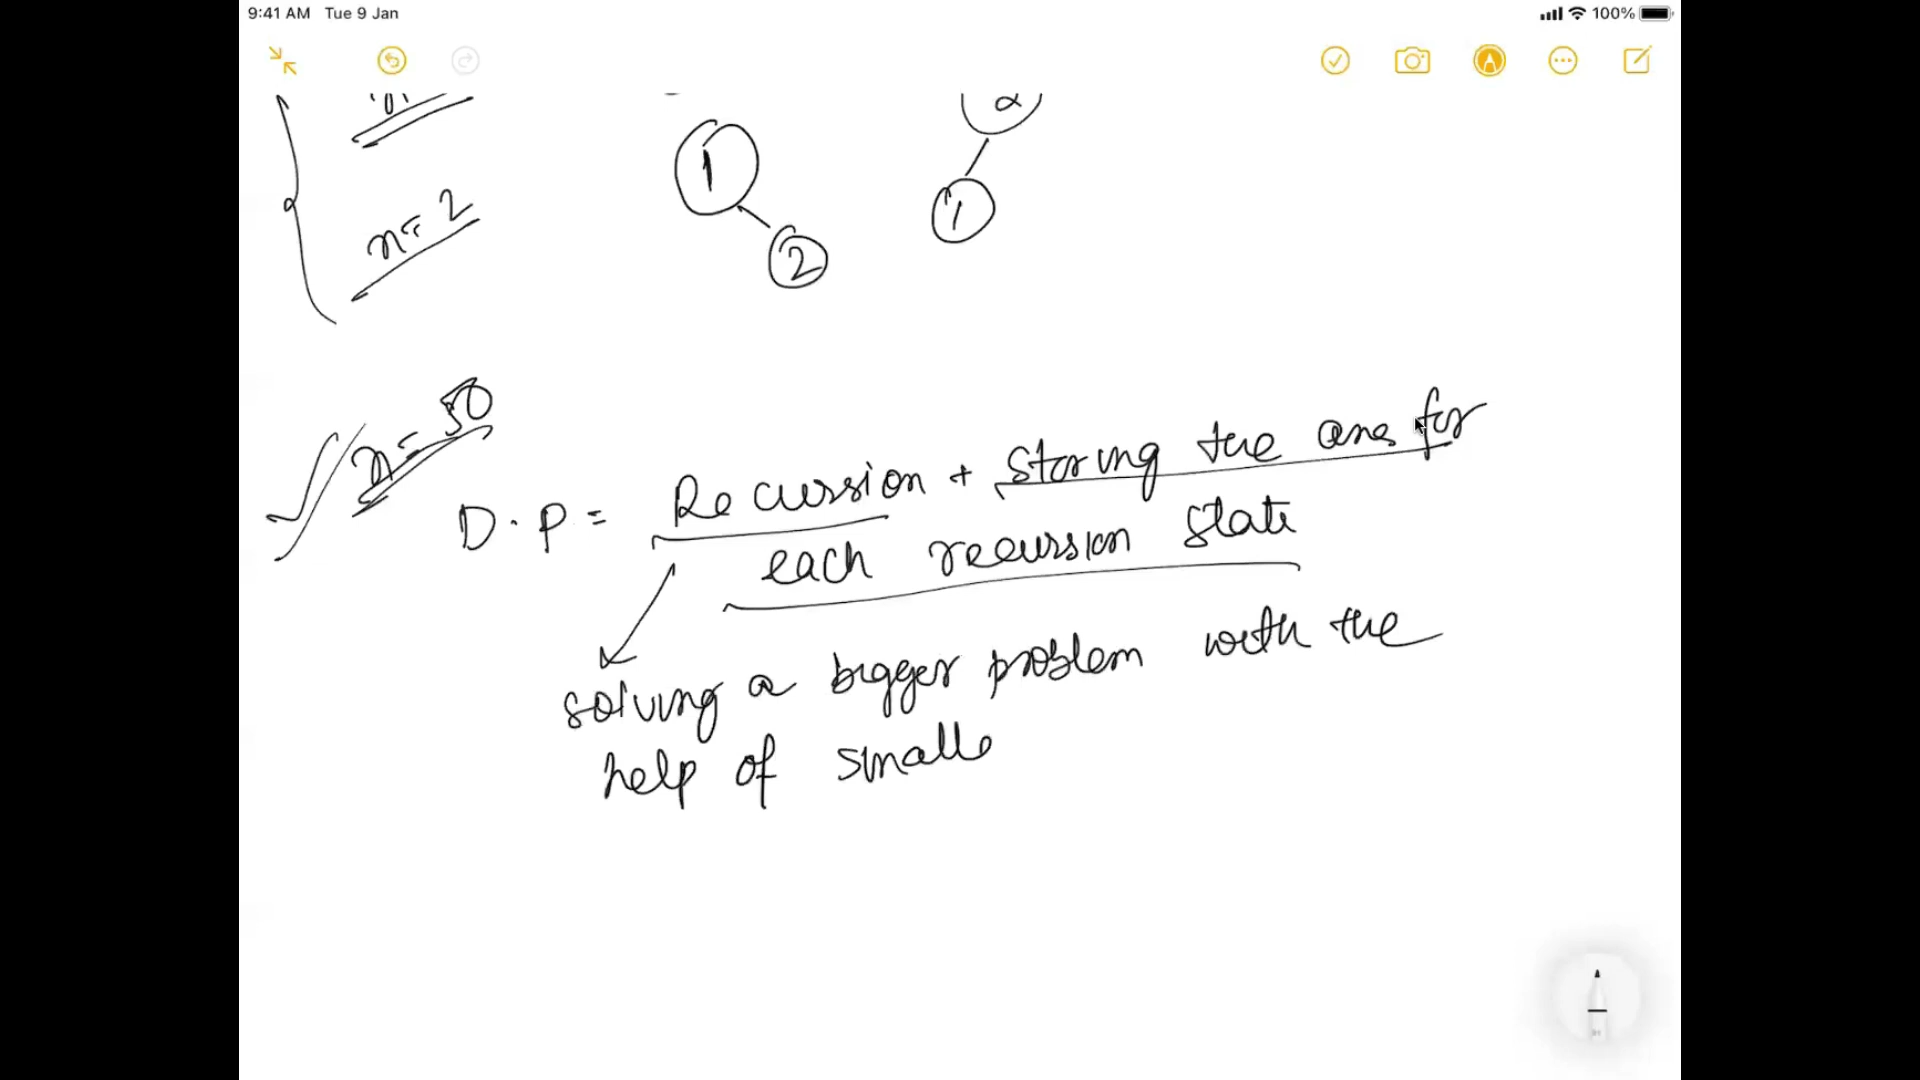 9:41 AM Tue 9 Jan
100%
1
2
2
1
n= 2
n= 50
D.P = Recursion + storing the ans for
each recursion state
solving a bigger problem with the
help of smalle